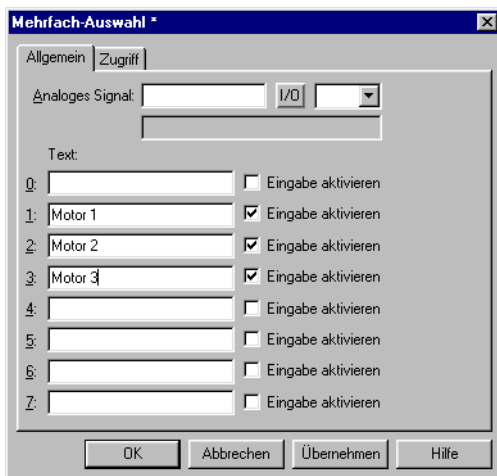 Mehrfach-Auswahl *
Allgemein Zugriff
Analoges Signal: I/O
Text:
0: Eingabe aktivieren
1: Motor 1 Eingabe aktivieren
2: Motor 2 Eingabe aktivieren
3: Motor 3 Eingabe aktivieren
4: Eingabe aktivieren
5: Eingabe aktivieren
6: Eingabe aktivieren
7: Eingabe aktivieren
OK Abbrechen Übernehmen Hilfe